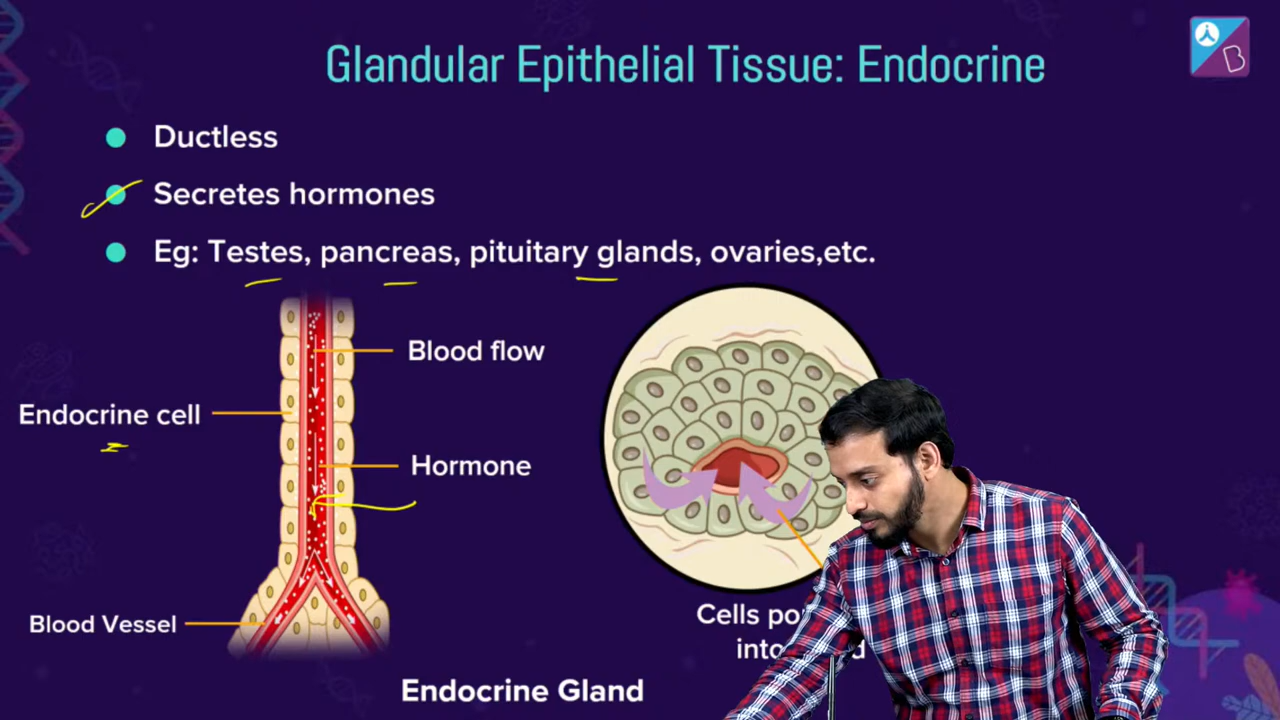 Glandular Epithelial Tissue: Endocrine
B
Ductless
Secretes hormones
Eg: Testes, pancreas, pituitary glands, ovaries,etc.
Blood flow
Endocrine cell
Hormone
Blood Vessel
Cells
into
Endocrine Gland